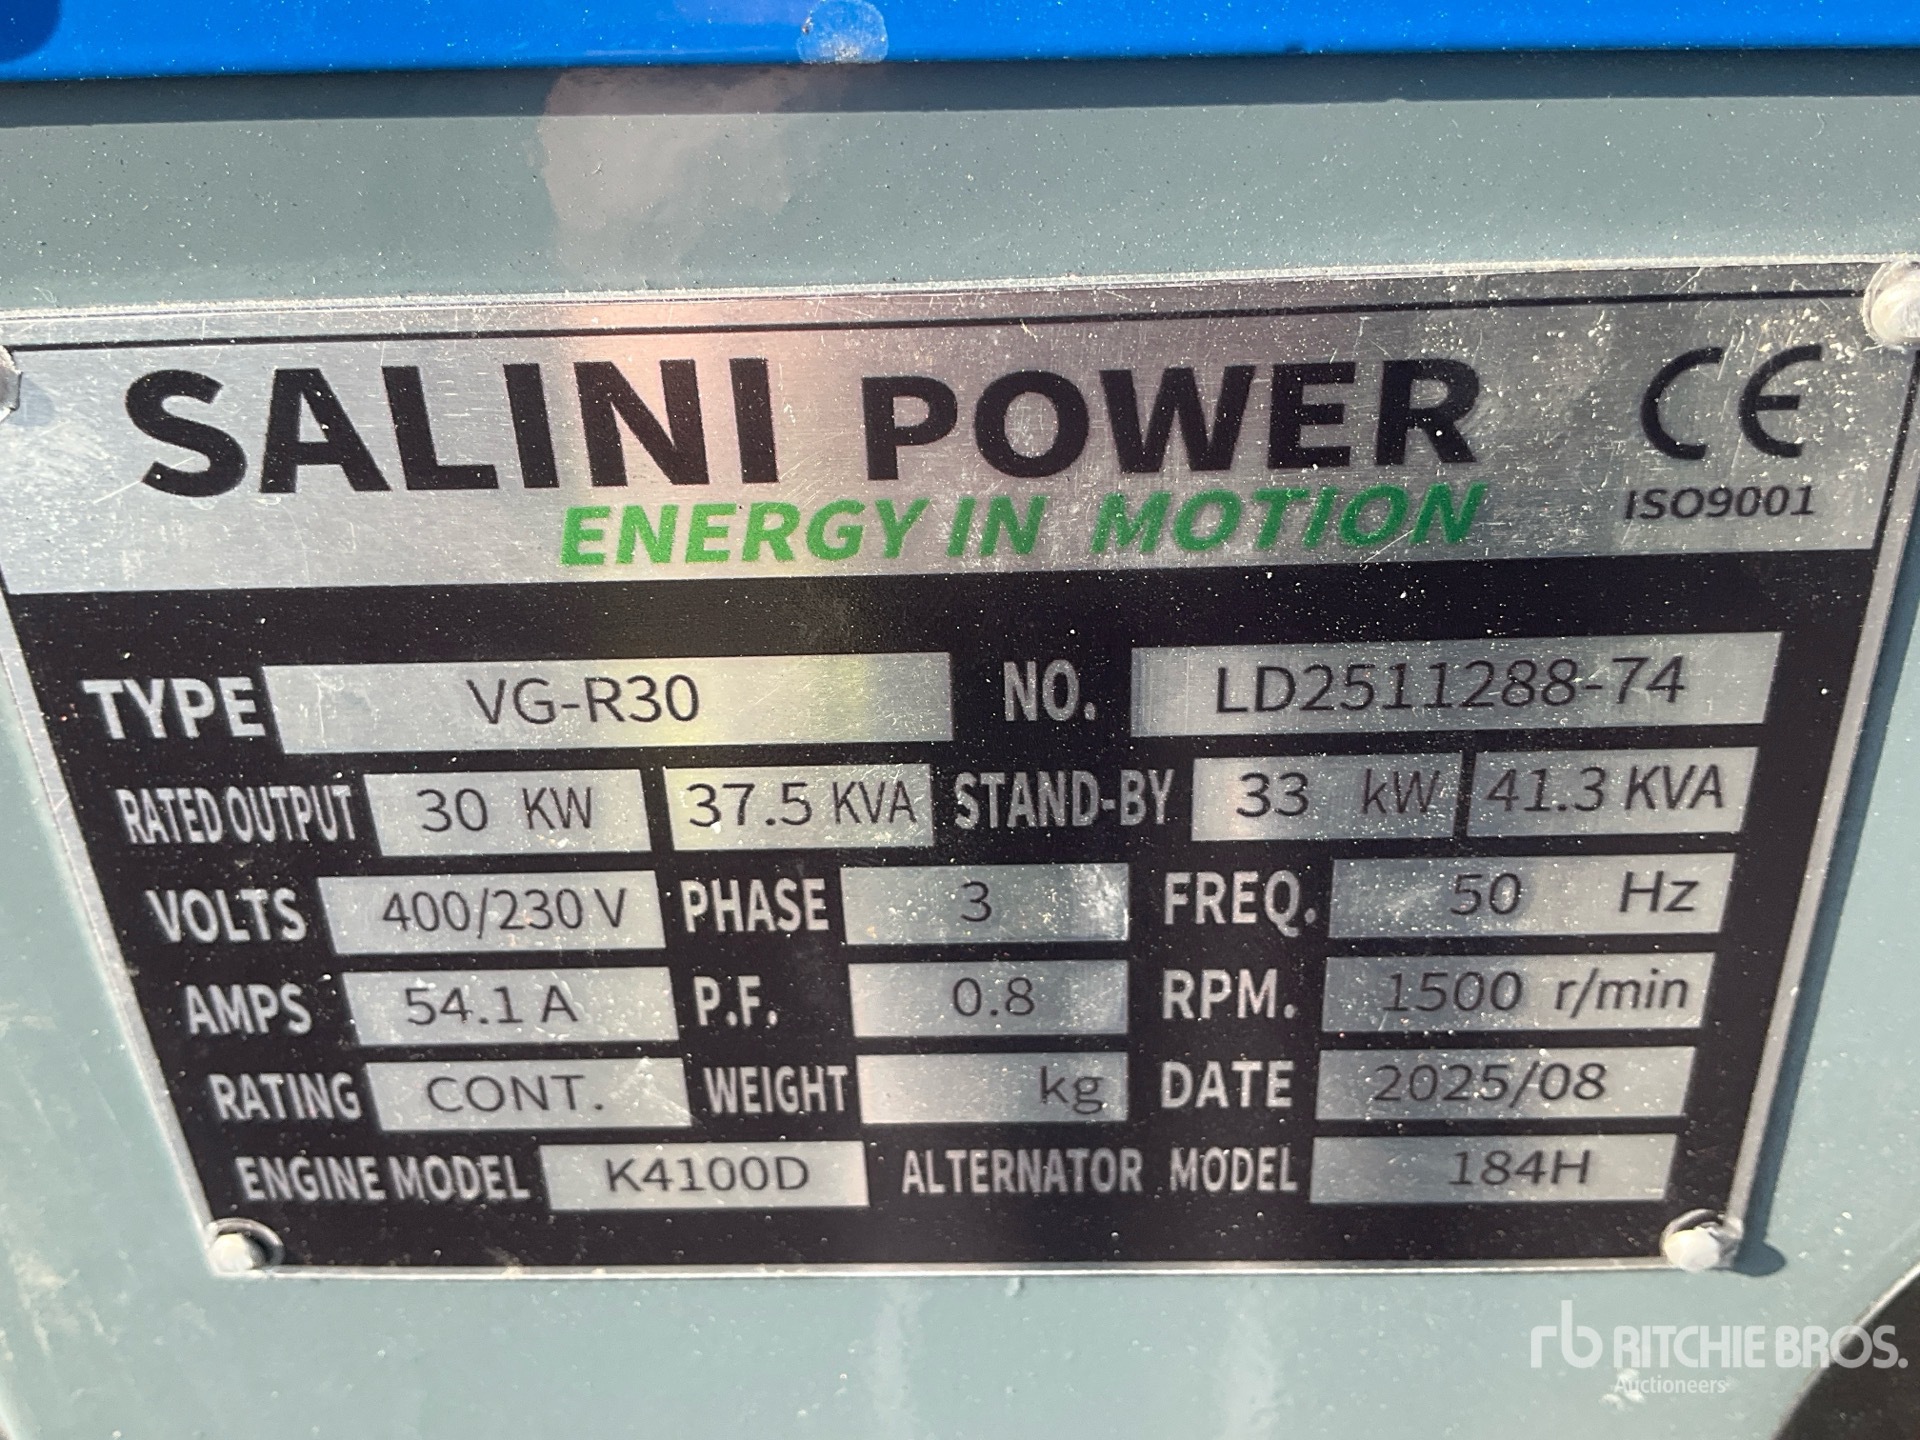 SALINI POWER CE
ENERGY IN MOTION ISO9001
TYPE VG-R30 NO. LD2511288-74
RATED OUTPUT 30 KW 37.5 KVA STAND-BY 33 kW 41.3 KVA
VOLTS 400/230 V PHASE 3 FREQ. 50 Hz
AMPS 54.1 A P.F. 0.8 RPM. 1500 r/min
RATING CONT. WEIGHT kg DATE 2025/08
ENGINE MODEL K4100D ALTERNATOR MODEL 184H
rb RITCHIE BROS.
Auctioneers